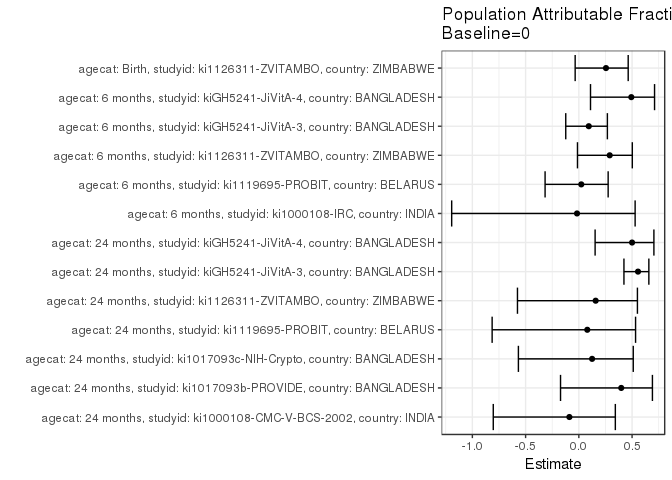 Population Attributable Fracti
Baseline=0
agecat: Birth, studyid: ki1126311-ZVITAMBO, country: ZIMBABWE
agecat: 6 months, studyid: kiGH5241-JiVitA-4, country: BANGLADESH
agecat: 6 months, studyid: kiGH5241-JiVitA-3, country: BANGLADESH
agecat: 6 months, studyid: ki1126311-ZVITAMBO, country: ZIMBABWE
agecat: 6 months, studyid: ki1119695-PROBIT, country: BELARUS
agecat: 6 months, studyid: ki1000108-IRC, country: INDIA
agecat: 24 months, studyid: kiGH5241-JiVitA-4, country: BANGLADESH
agecat: 24 months, studyid: kiGH5241-JiVitA-3, country: BANGLADESH
agecat: 24 months, studyid: ki1126311-ZVITAMBO, country: ZIMBABWE
agecat: 24 months, studyid: ki1119695-PROBIT, country: BELARUS
agecat: 24 months, studyid: ki1017093c-NIH-Crypto, country: BANGLADESH
agecat: 24 months, studyid: ki1017093b-PROVIDE, country: BANGLADESH
agecat: 24 months, studyid: ki1000108-CMC-V-BCS-2002, country: INDIA
-1.0 -0.5 0.0 0.5
Estimate